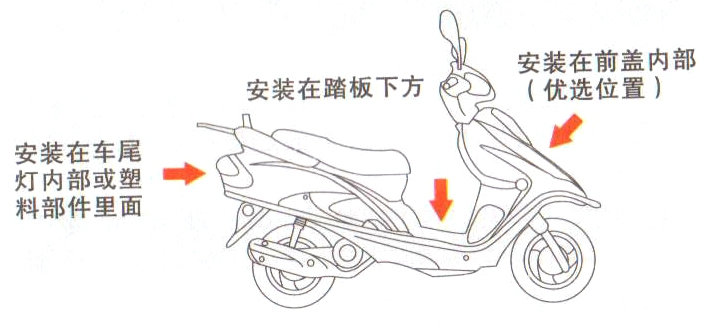 安装在前盖内部
（优选位置）
安装在踏板下方
安装在车尾
灯内部或塑
料部件里面